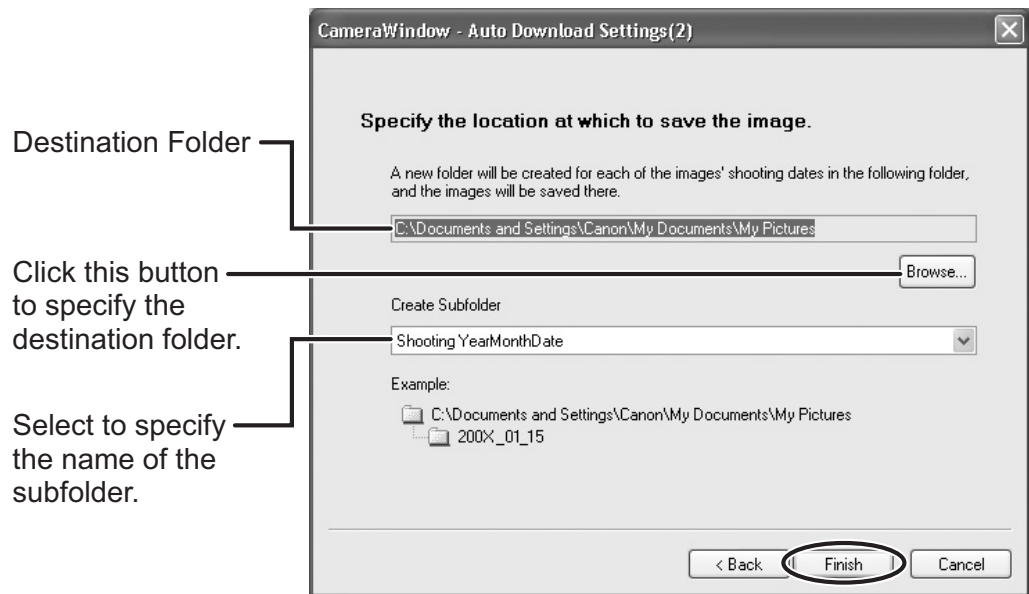 CameraWindow - Auto Download Settings(2)
Specify the location at which to save the image.
Destination Folder
A new folder will be created for each of the images' shooting dates in the following folder,
and the images will be saved there.
C:\Documents and Settings\Canon\My Documents\My Pictures
Click this button
to specify the
destination folder.
Browse...
Create Subfolder
Shooting YearMonthDate
Example:
C:\Documents and Settings\Canon\My Documents\My Pictures
200X_01_15
Select to specify
the name of the
subfolder.
< Back
Finish
Cancel